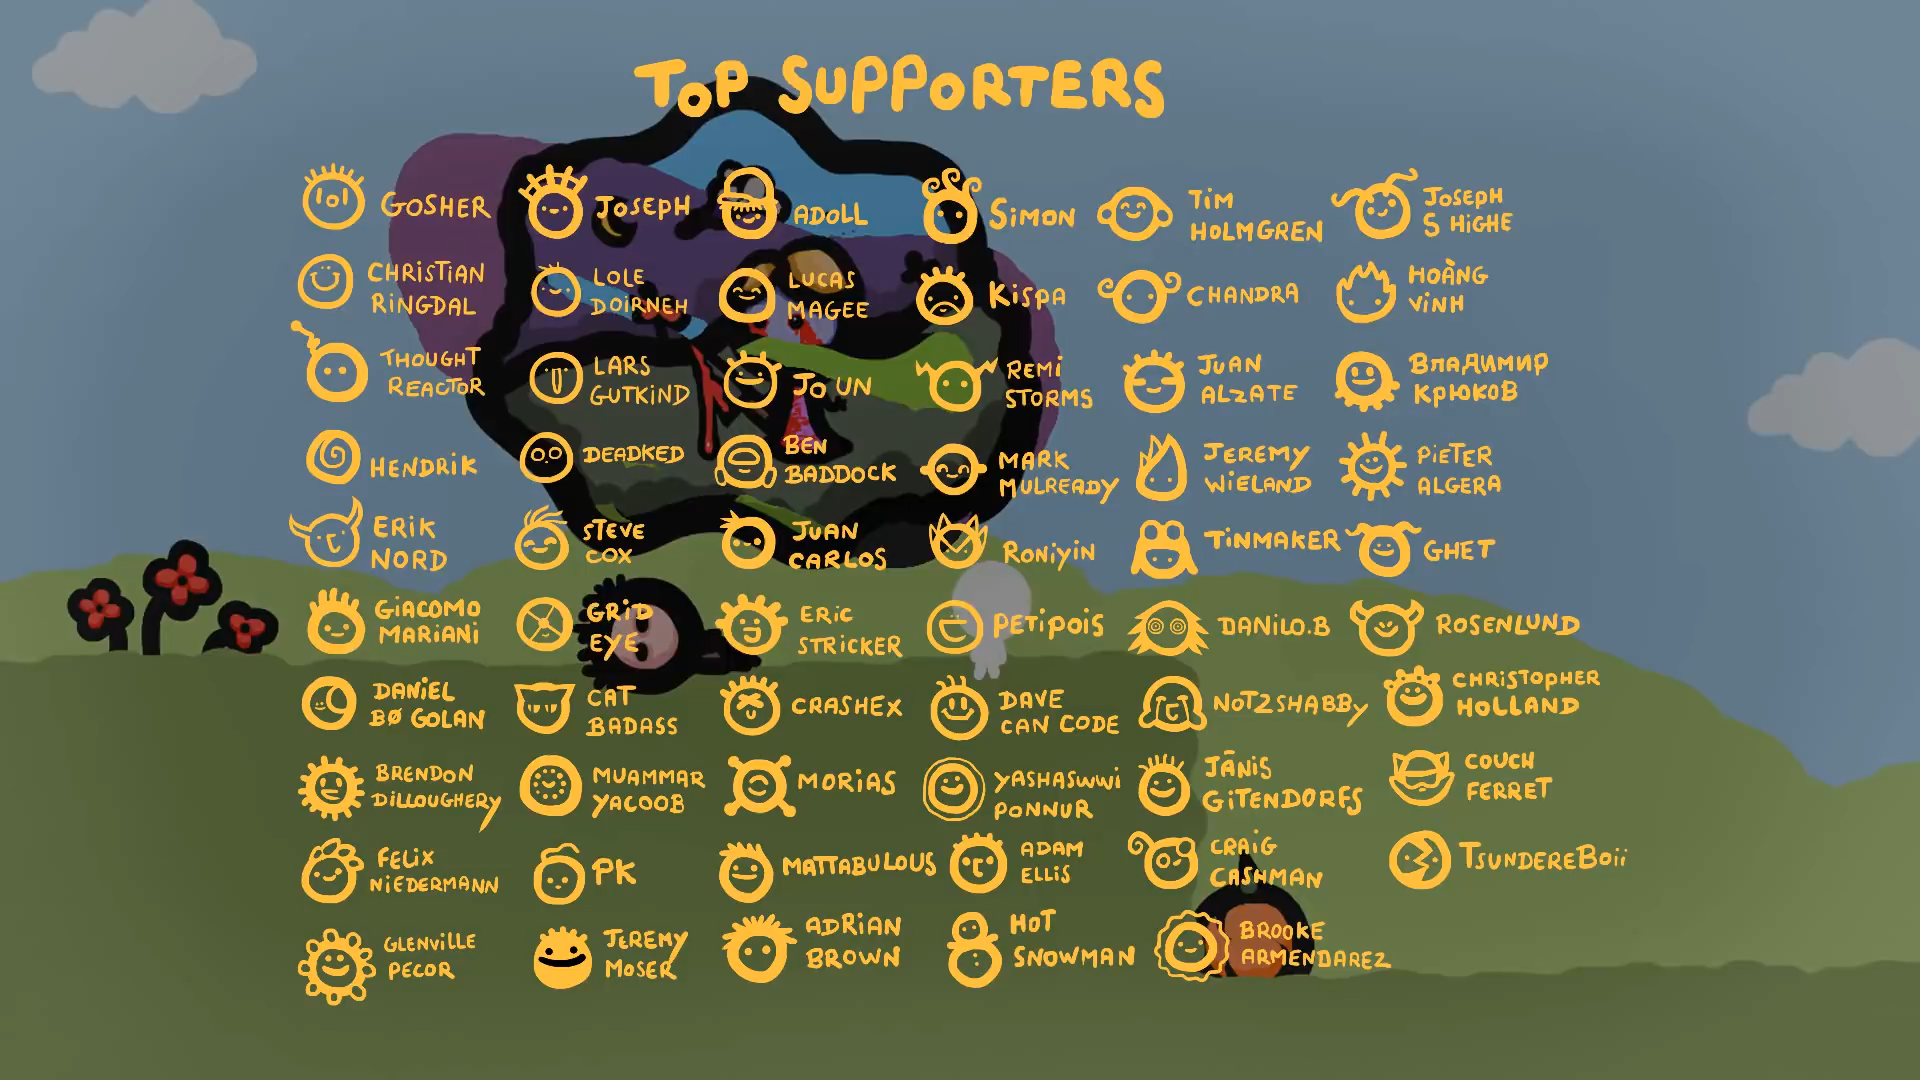 TOP SUPPORTERS
GOSHER
JOSEPH
ADOLL
SIMON
TIM
HOLMGREN
JOSEPH
S HIGHE
CHRISTIAN
RINGDAL
LOLE
DOIRNEH
LUCAS
MAGEE
KISPA
CHANDRA
HOÀNG
VINH
THOUGHT
REACTOR
LARS
GUTKIND
JO UN
REMI
STORMS
JUAN
ALZATE
ВЛАДИМИР
КРЮКОВ
HENDRIK
DEADKED
BEN
BADDOCK
MARK
MULREADY
JEREMY
WIELAND
PIETER
ALGERA
ERIK
NORD
STEVE
COX
JUAN
CARLOS
RONIYIN
TINMAKER
GHET
GIACOMO
MARIANI
GRID
EYE
ERIC
STRICKER
PETIPOIS
DANILO.B
ROSENLUND
DANIEL
BØ GOLAN
CAT
BADASS
CRASHEX
DAVE
CAN CODE
NOT2SHABBY
CHRISTOPHER
HOLLAND
BRENDON
DILLOUGHERY
MUAMMAR
YACOOB
MORIAS
YASHASWWI
PONNUR
JĀNIS
GITENDORFS
COUCH
FERRET
FELIX
NIEDERMANN
PK
MATTABULOUS
ADAM
ELLIS
CRAIG
CASHMAN
TSUNDEREBOII
GLENVILLE
PECOR
JEREMY
MOSER
ADRIAN
BROWN
HOT
SNOWMAN
BROOKE
ARMENDAREZ